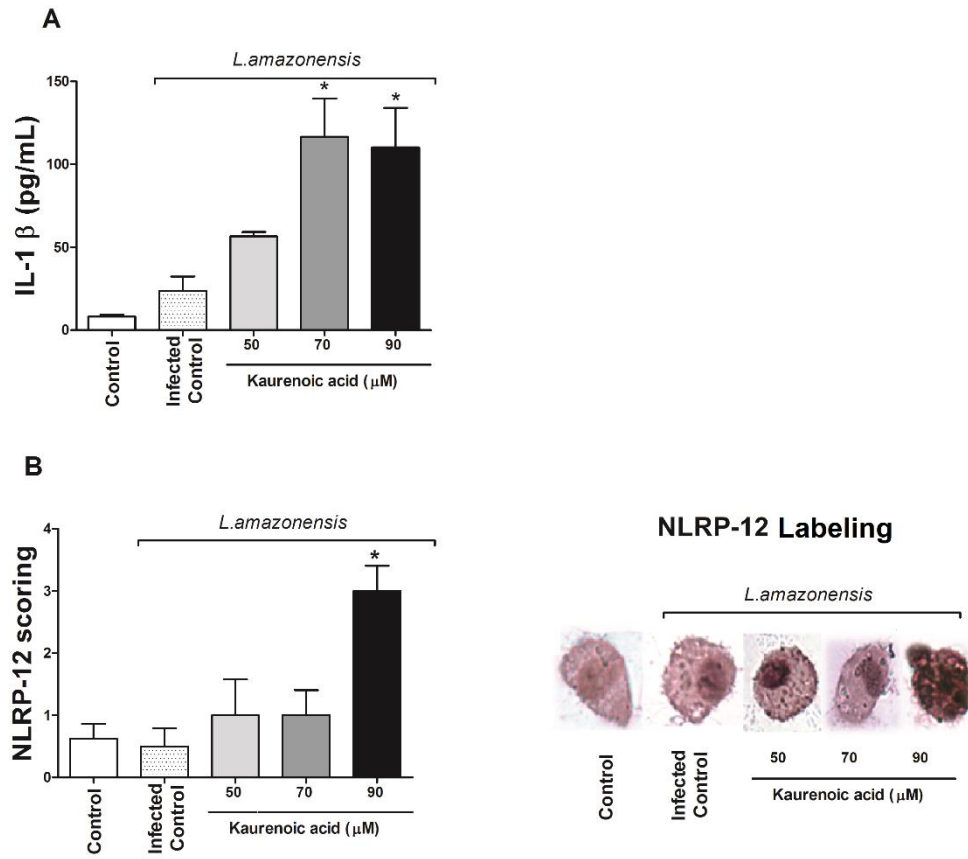 A
L.amazonensis
IL-1 β (pg/mL)
150
100
50
0
*
*
Control
Infected
Control
50
70
90
Kaurenoic acid (μM)
B
L.amazonensis
NLRP-12 scoring
4
3
2
1
0
*
Control
Infected
Control
50
70
90
Kaurenoic acid (μM)
NLRP-12 Labeling
L.amazonensis
Control
Infected
Control
50
70
90
Kaurenoic acid (μM)